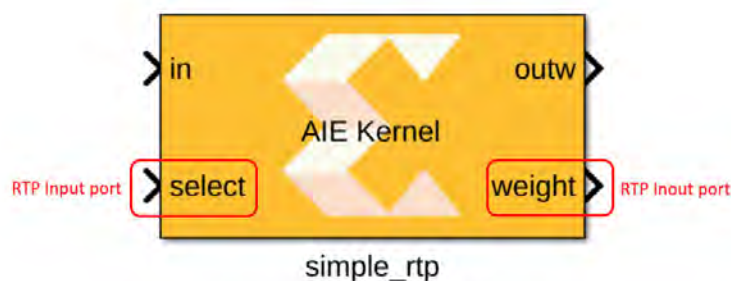 in
outw
AIE Kernel
RTP Input port
select
weight
RTP Inout port
simple_rtp